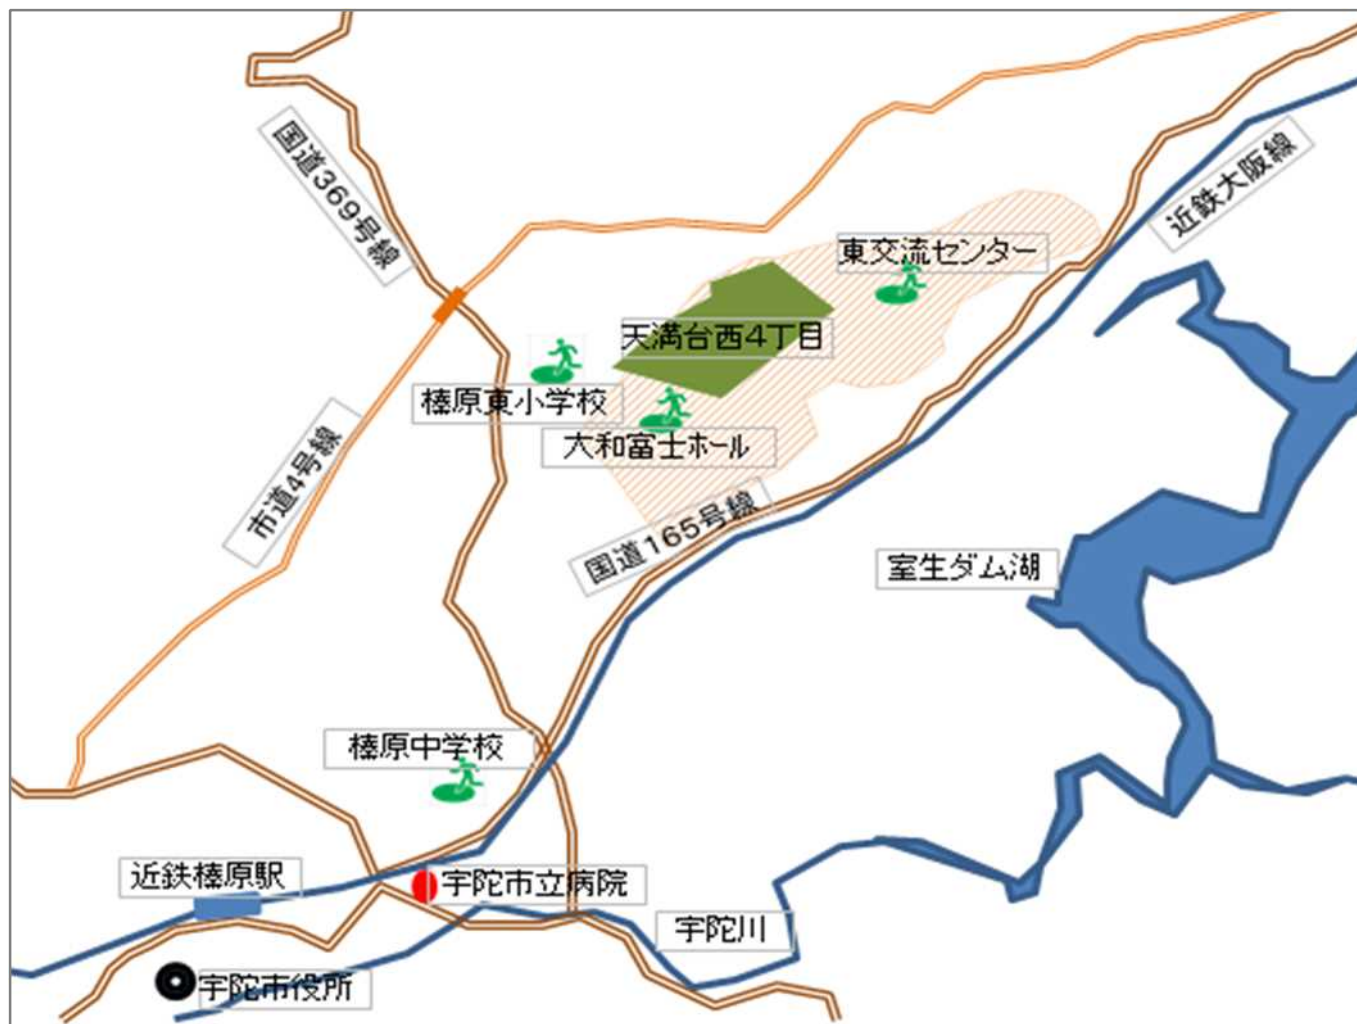 国道369号線
近鉄大阪線
東交流センター
天満台西4丁目
榛原東小学校
大和富士ホール
市道4号線
国道165号線
室生ダム湖
榛原中学校
近鉄榛原駅
宇陀市立病院
宇陀川
宇陀市役所